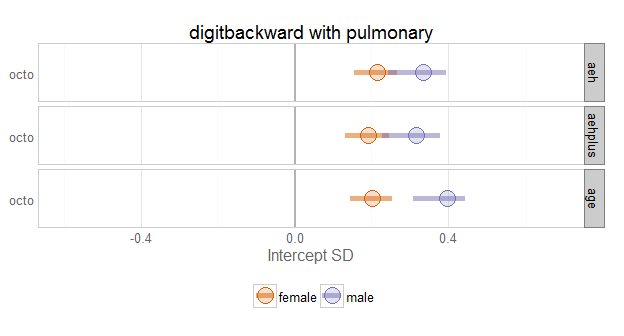 digitbackward with pulmonary
octo
aeh
octo
aehplus
octo
age
-0.4 0.0 0.4
Intercept SD
female male